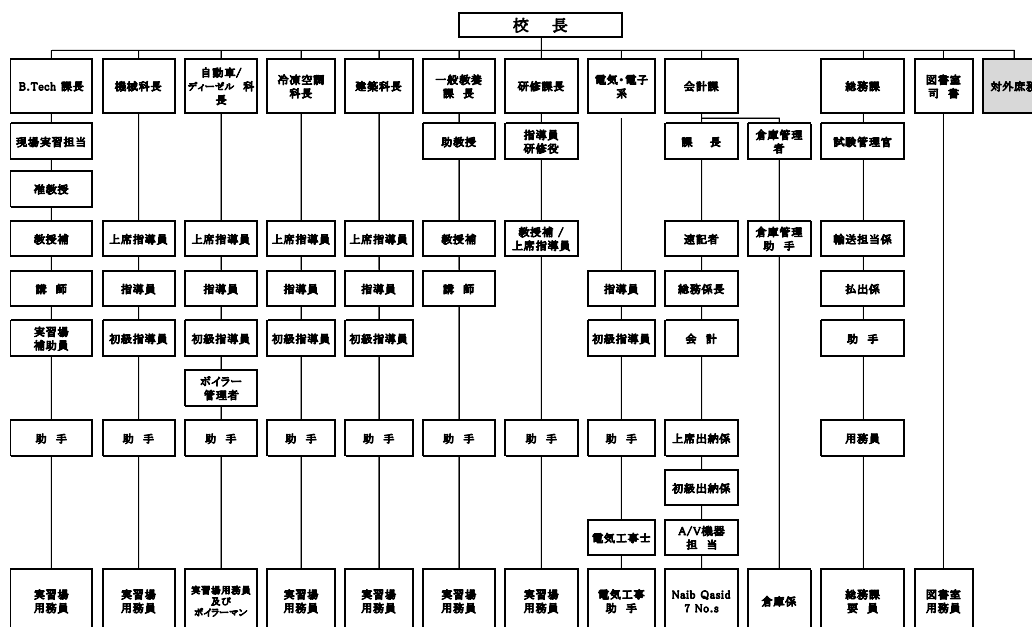 校　長
B.Tech 課長
機械科長
自動車/
ディーゼル 科
長
冷凍空調
科長
建築科長
一般教養
課 長
研修課長
電気・電子
系
会計課
総務課
図書室
司 書
対外庶務
現場実習担当
助教授
指導員
研修役
課 長
倉庫管理
者
試験管理官
准教授
教授補
上席指導員
上席指導員
上席指導員
上席指導員
教授補
教授補 /
上席指導員
速記者
倉庫管理
助 手
輸送担当係
講 師
指導員
指導員
指導員
指導員
講 師
指導員
総務係長
払出係
実習場
補助員
初級指導員
初級指導員
初級指導員
初級指導員
初級指導員
会 計
助 手
ボイラー
管理者
助 手
助 手
助 手
助 手
助 手
助 手
助 手
助 手
上席出納係
用務員
初級出納係
電気工事士
A/V機器
担 当
実習場
用務員
実習場
用務員
実習場用務員
及び
ボイラーマン
実習場
用務員
実習場
用務員
実習場
用務員
実習場
用務員
電気工事
助 手
Naib Qasid
7 No.s
倉庫係
総務課
要 員
図書室
用務員